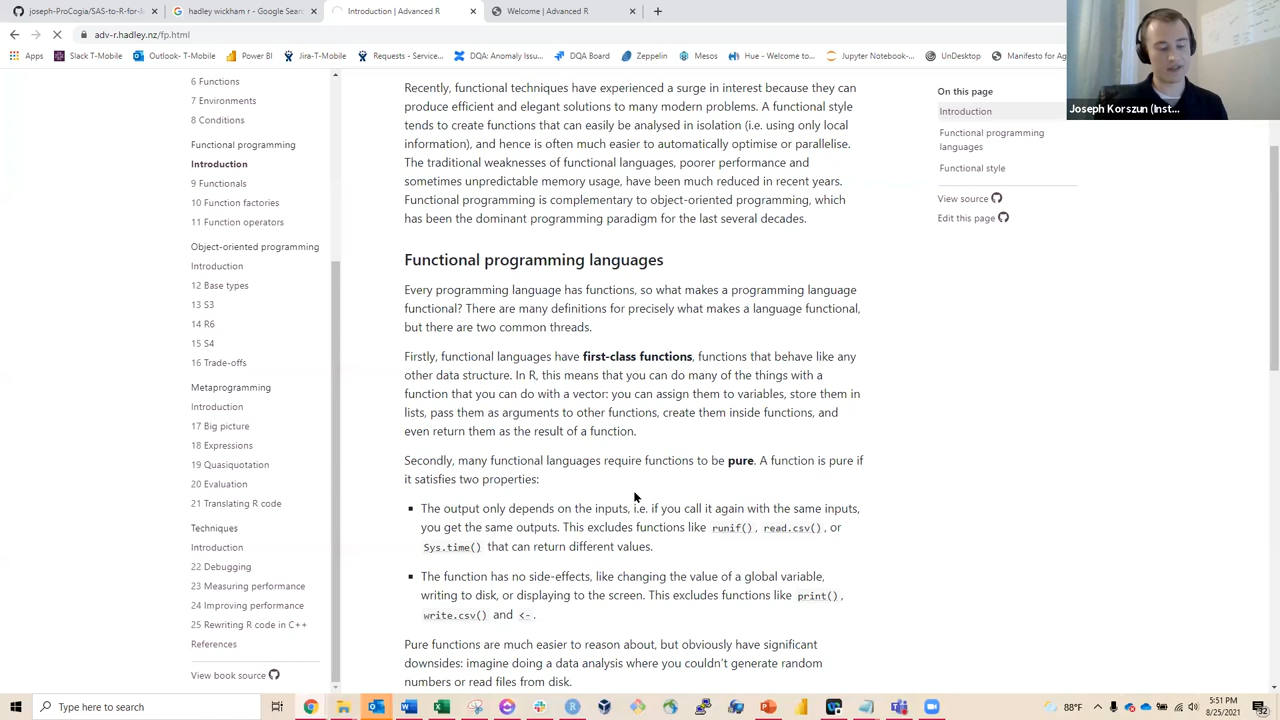 joseph-ProCogia/SAS-to-R-for-J
hadley wickham r - Google Sear
Introduction | Advanced R
Welcome | Advanced R
adv-r.hadley.nz/fp.html
Apps
Slack T-Mobile
Outlook- T-Mobile
Power BI
Jira-T-Mobile
Requests - Service...
DQA: Anomaly Issu...
DQA Board
Zeppelin
Mesos
Hue - Welcome to...
Jupyter Notebook-...
UnDesktop
Manifesto for Ag
Joseph Korszun (Inst...
6 Functions
7 Environments
8 Conditions
Functional programming
Introduction
9 Functionals
10 Function factories
11 Function operators
Object-oriented programming
Introduction
12 Base types
13 S3
14 R6
15 S4
16 Trade-offs
Metaprogramming
Introduction
17 Big picture
18 Expressions
19 Quasiquotation
20 Evaluation
21 Translating R code
Techniques
Introduction
22 Debugging
23 Measuring performance
24 Improving performance
25 Rewriting R code in C++
References
View book source
Recently, functional techniques have experienced a surge in interest because they can
produce efficient and elegant solutions to many modern problems. A functional style
tends to create functions that can easily be analysed in isolation (i.e. using only local
information), and hence is often much easier to automatically optimise or parallelise.
The traditional weaknesses of functional languages, poorer performance and
sometimes unpredictable memory usage, have been much reduced in recent years.
Functional programming is complementary to object-oriented programming, which
has been the dominant programming paradigm for the last several decades.
Functional programming languages
Every programming language has functions, so what makes a programming language
functional? There are many definitions for precisely what makes a language functional,
but there are two common threads.
Firstly, functional languages have first-class functions, functions that behave like any
other data structure. In R, this means that you can do many of the things with a
function that you can do with a vector: you can assign them to variables, store them in
lists, pass them as arguments to other functions, create them inside functions, and
even return them as the result of a function.
Secondly, many functional languages require functions to be pure. A function is pure if
it satisfies two properties:
The output only depends on the inputs, i.e. if you call it again with the same inputs,
you get the same outputs. This excludes functions like runif(), read.csv(), or
Sys.time() that can return different values.
The function has no side-effects, like changing the value of a global variable,
writing to disk, or displaying to the screen. This excludes functions like print(),
write.csv() and <-.
Pure functions are much easier to reason about, but obviously have significant
downsides: imagine doing a data analysis where you couldn't generate random
numbers or read files from disk.
On this page
Introduction
Functional programming
languages
Functional style
View source
Edit this page
Type here to search
88°F
5:51 PM
8/25/2021
32